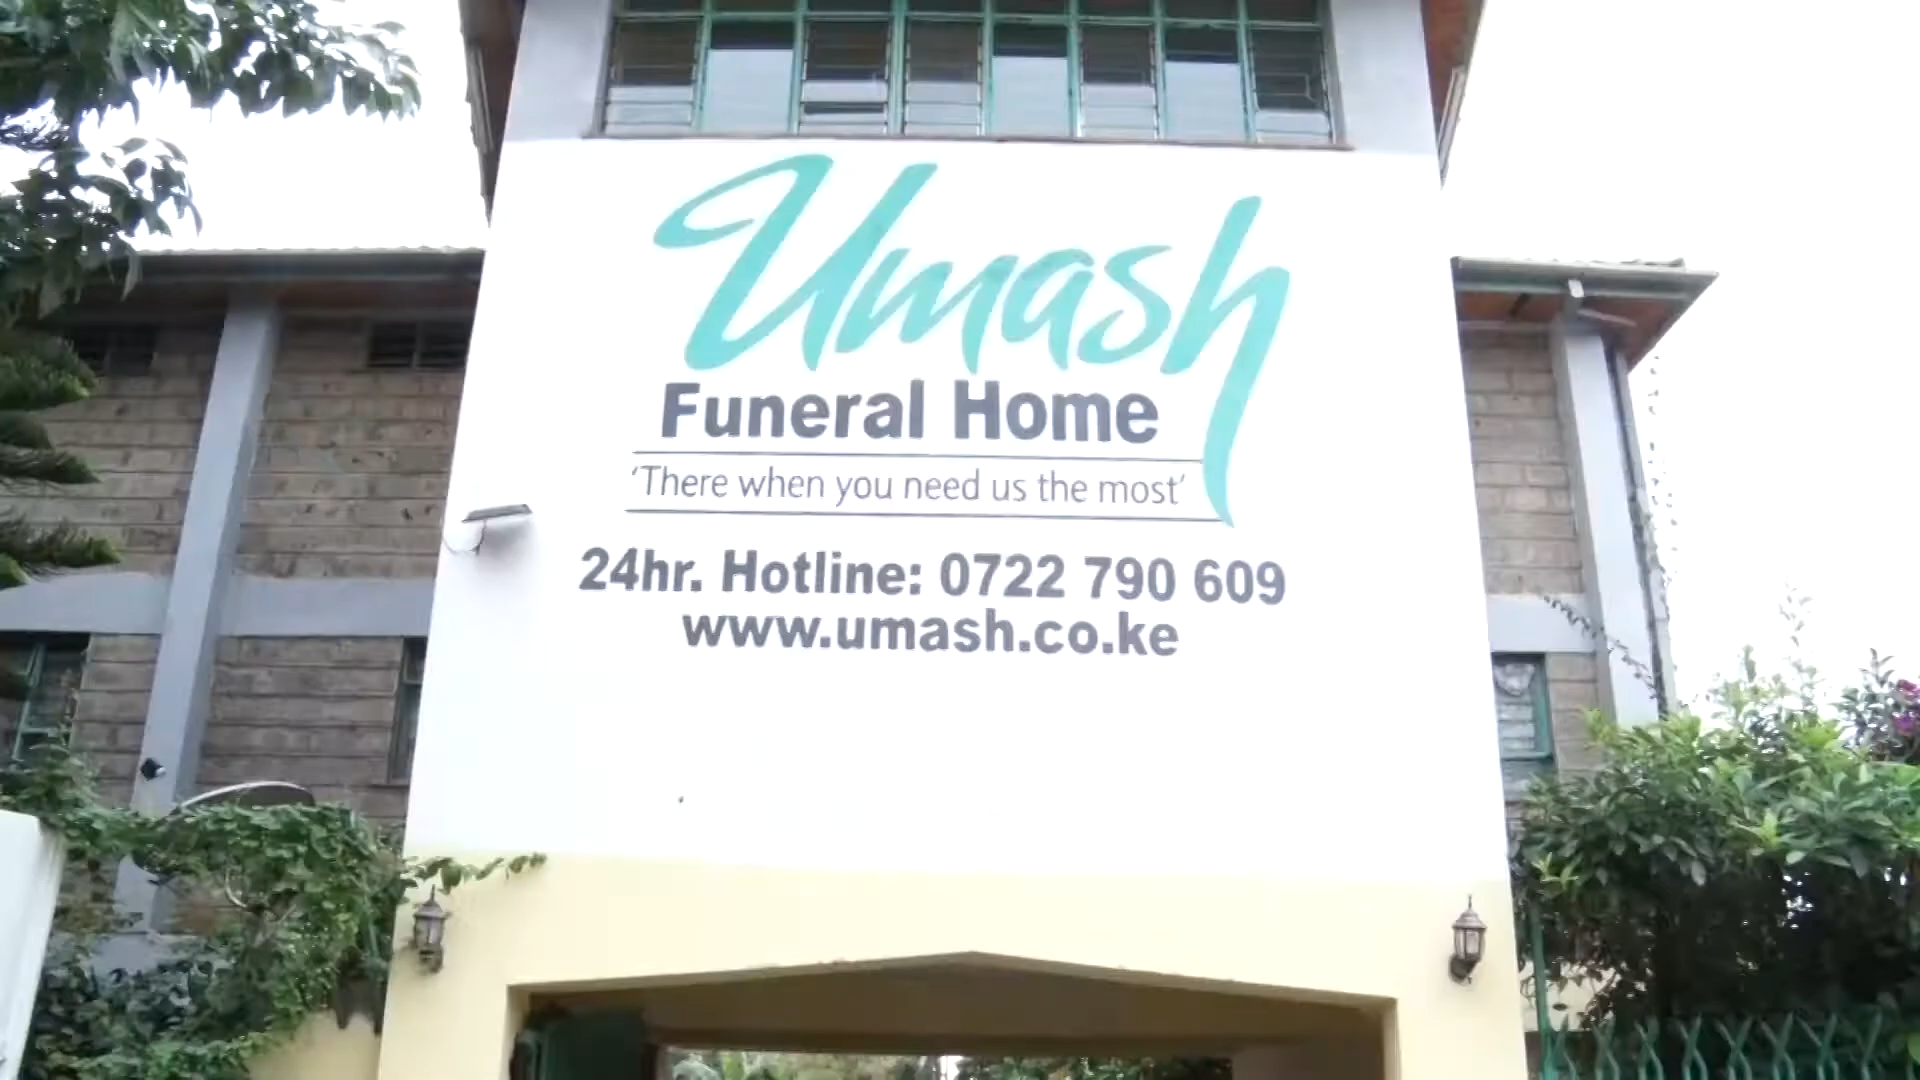 Umash
Funeral Home
'There when you need us the most'
24hr. Hotline: 0722 790 609
www.umash.co.ke